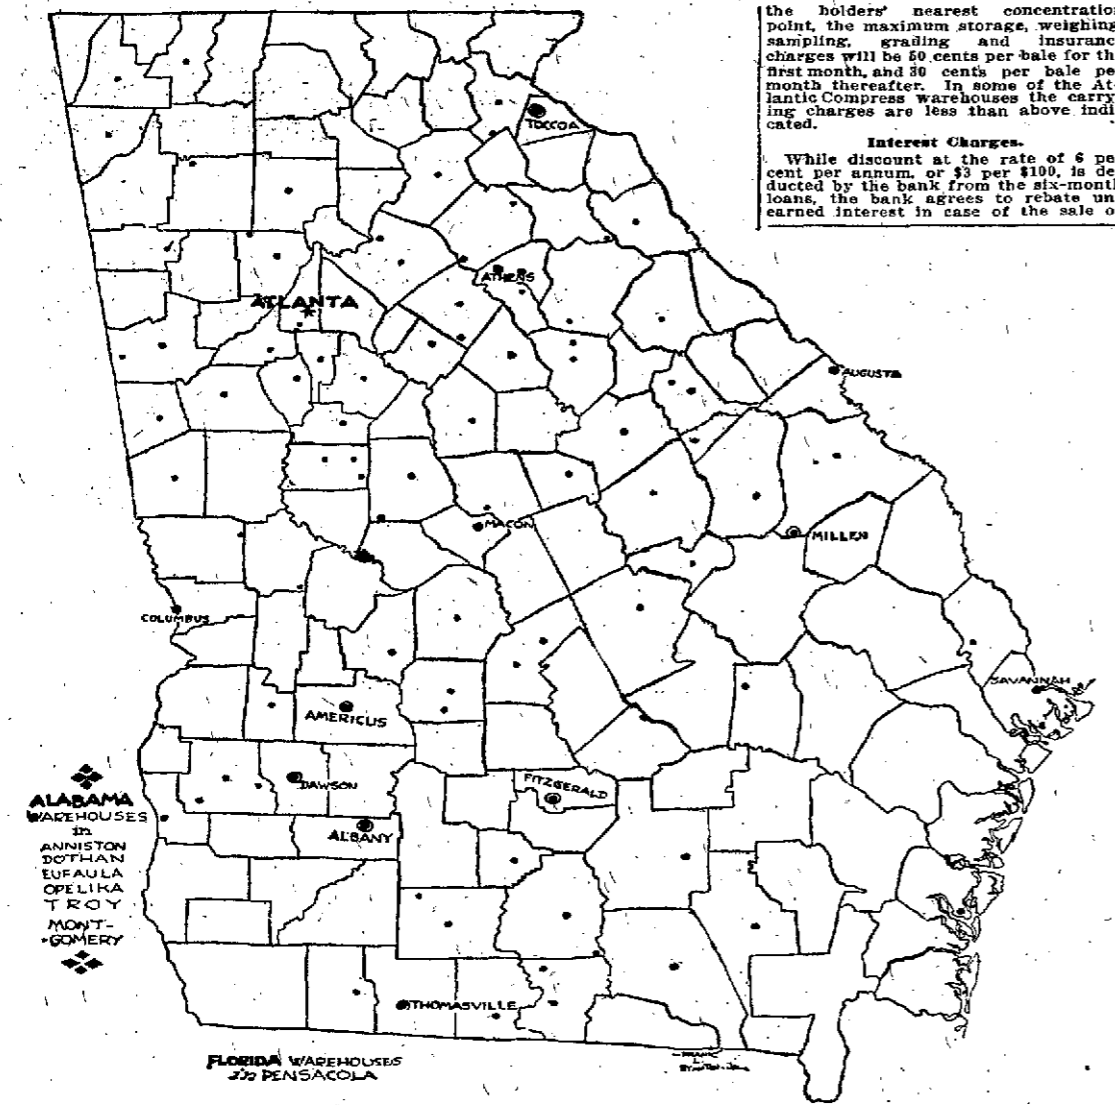 the holders' nearest concentratio
point, the maximum storage, weighing
sampling, grading and insuranc
charges will be 50 cents per bale for th
first month, and 30 cents per bale pe
month thereafter. In some of the At-
lantic Compress warehouses the carry-
ing charges are less than above indi-
cated.
Interest Charges.
While discount at the rate of 6 pe
cent per annum, or $3 per $100, is de-
ducted by the bank from the six-month
loans, the bank agrees to rebate un-
earned interest in case of the sale o
TOCCOA
ATHENS
ATLANTA
AUGUSTA
MACON
MILLEN
COLUMBUS
SAVANNAH
AMERICUS
DAWSON
FITZGERALD
ALBANY
THOMASVILLE
ALABAMA
WAREHOUSES
in
ANNISTON
DOTHAN
EUFAULA
OPELIKA
TROY
MONT-
GOMERY
FLORIDA WAREHOUSES
in PENSACOLA
FRANK
L.